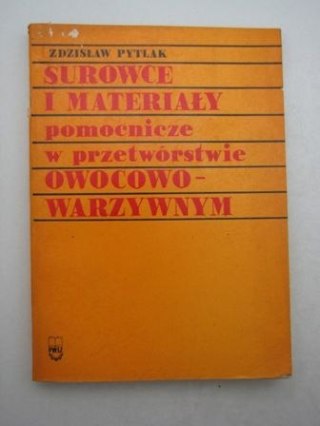 ZDZISŁAW PYTLAK
SUROWCE
I MATERIAŁY
pomocnicze
w przetwórstwie
OWOCOWO-
WARZYWNYM